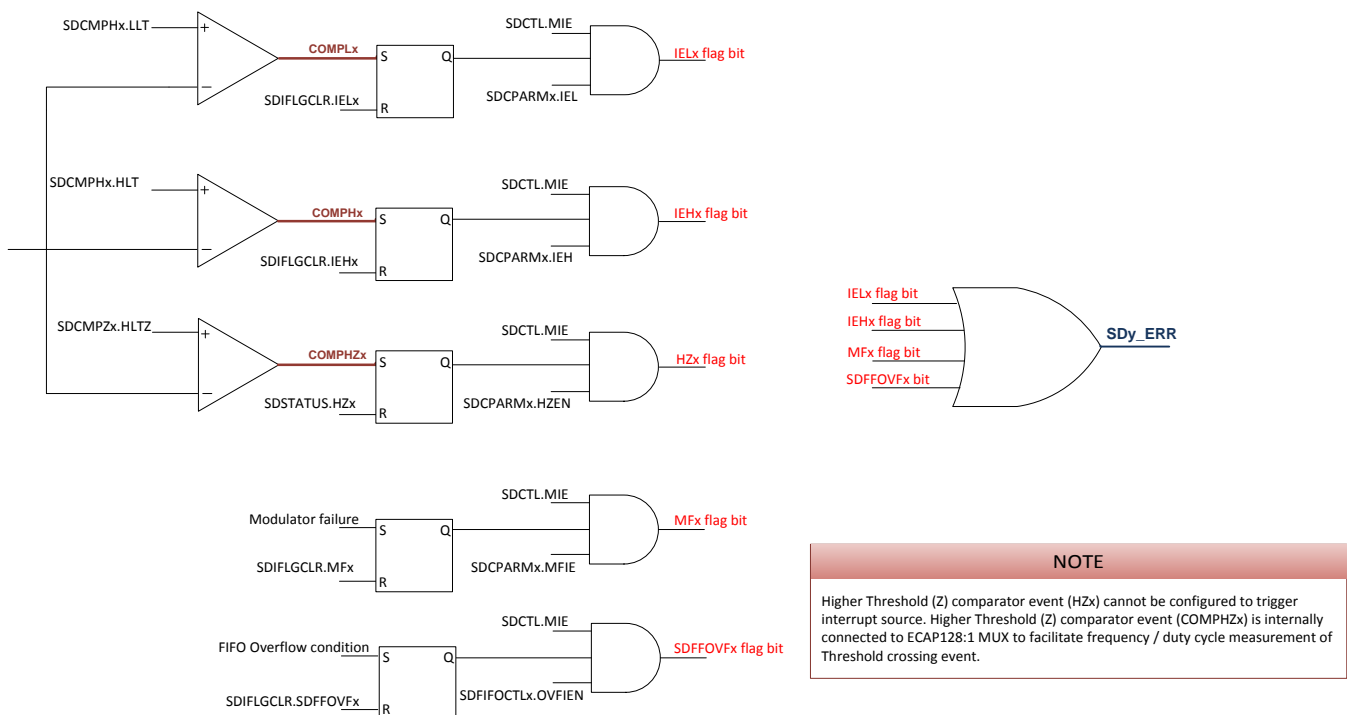 SDCMPHx.LLT
+
−
COMPLx
S
Q
R
SDIFLGCLR.IELx
SDCTL.MIE
SDCPARMx.IEL
IELx flag bit
SDCMPHx.HLT
+
−
COMPHx
S
Q
R
SDIFLGCLR.IEHx
SDCTL.MIE
SDCPARMx.IEH
IEHx flag bit
SDCMPZx.HLTZ
+
−
COMPHZx
S
Q
R
SDSTATUS.HZx
SDCTL.MIE
SDCPARMx.HZEN
HZx flag bit
Modulator failure
S
Q
R
SDIFLGCLR.MFx
SDCTL.MIE
SDCPARMx.MFIE
MFx flag bit
FIFO Overflow condition
S
Q
R
SDIFLGCLR.SDFFOVFx
SDCTL.MIE
SDFIFOCTLx.OVFIEN
SDFFOVFx flag bit
IELx flag bit
IEHx flag bit
MFx flag bit
SDFFOVFx bit
SDy_ERR
NOTE
Higher Threshold (Z) comparator event (HZx) cannot be configured to trigger
interrupt source. Higher Threshold (Z) comparator event (COMPHZx) is internally
connected to ECAP128:1 MUX to facilitate frequency / duty cycle measurement of
Threshold crossing event.